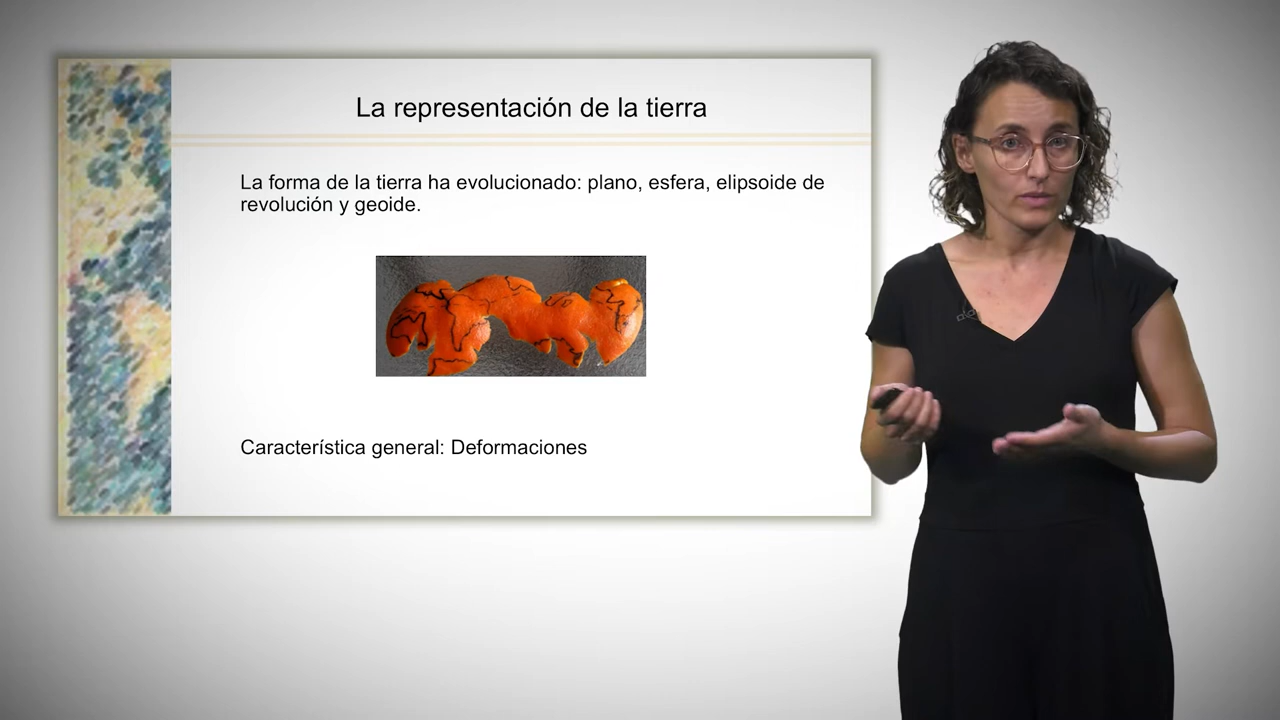 La representación de la tierra
La forma de la tierra ha evolucionado: plano, esfera, elipsoide de
revolución y geoide.
Característica general: Deformaciones